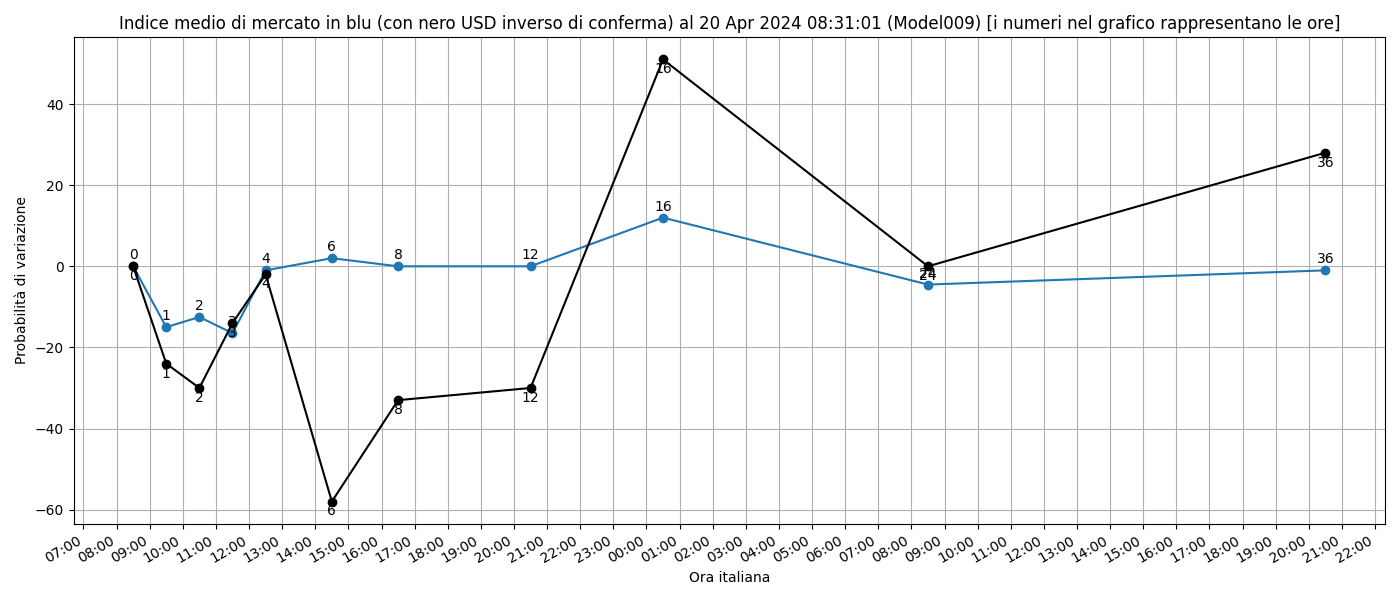 Indice medio di mercato in blu (con nero USD inverso di conferma) al 20 Apr 2024 08:31:01 (Model009) [i numeri nel grafico rappresentano le ore]
Probabilità di variazione
40
20
0
−20
−40
−60
0 1 2 3 4 6 8 12 16 24 36
0 1 2 3 4 6 8 12 16 24 36
07:00 08:00 09:00 10:00 11:00 12:00 13:00 14:00 15:00 16:00 17:00 18:00 19:00 20:00 21:00 22:00 23:00 00:00 01:00 02:00 03:00 04:00 05:00 06:00 07:00 08:00 09:00 10:00 11:00 12:00 13:00 14:00 15:00 16:00 17:00 18:00 19:00 20:00 21:00 22:00
Ora italiana